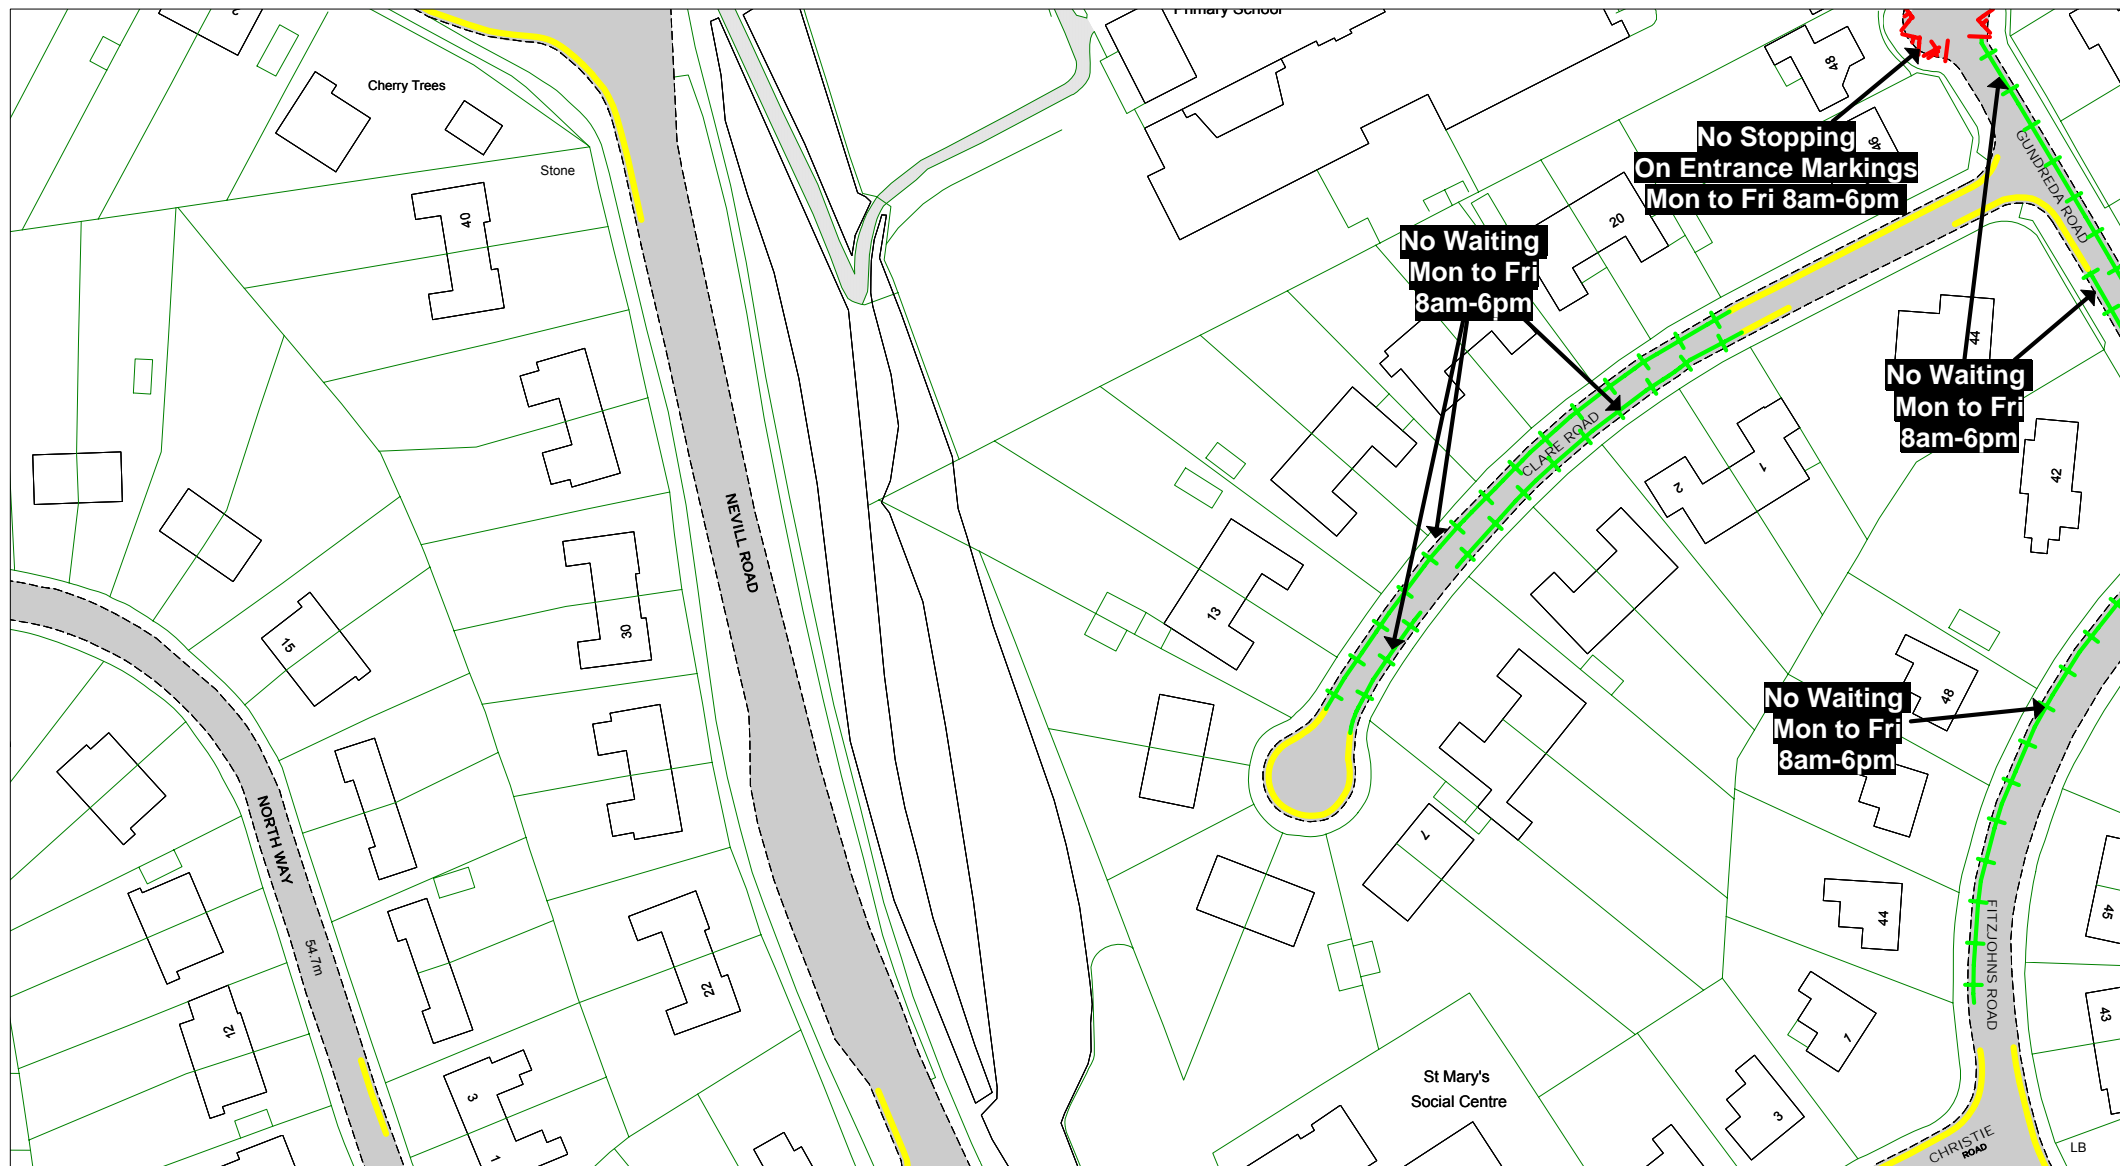 Primary School
2
Cherry Trees
Stone
40
48
46
No Stopping
On Entrance Markings
Mon to Fri 8am-6pm
GUNDREDA ROAD
20
No Waiting
Mon to Fri
8am-6pm
44
No Waiting
Mon to Fri
8am-6pm
CLARE ROAD
1
2
42
NEVILL ROAD
30
15
13
No Waiting
Mon to Fri
8am-6pm
48
NORTH WAY
7
44
45
FITZJOHNS ROAD
54.7m
22
12
43
1
3
1
3
St Mary's
Social Centre
CHRISTIE
ROAD
LB